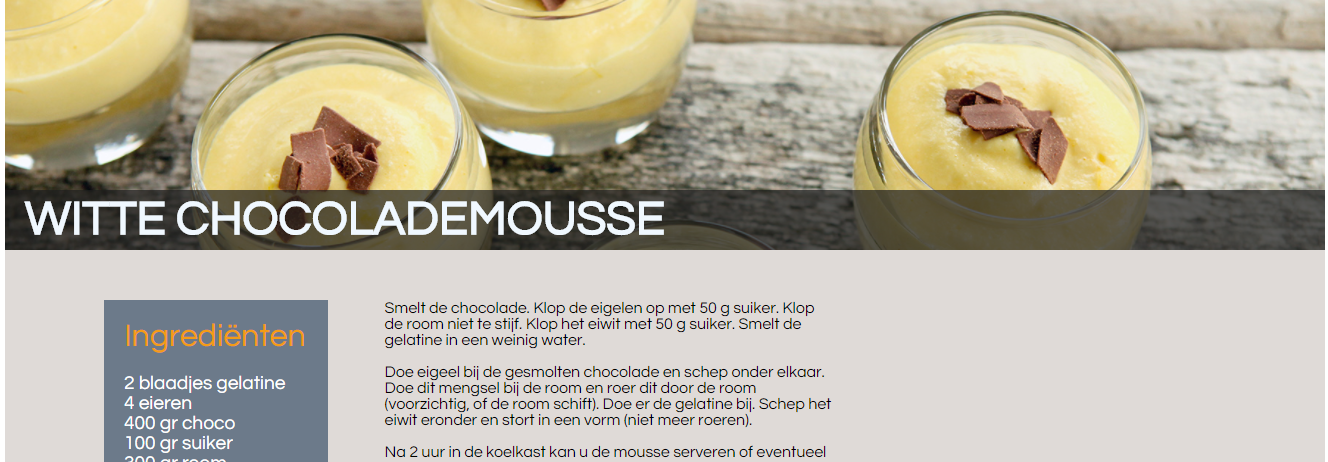 WITTE CHOCOLADEMOUSSE
Ingrediënten
2 blaadjes gelatine
4 eieren
400 gr choco
100 gr suiker
300 gr room
Smelt de chocolade. Klop de eigelen op met 50 g suiker. Klop
de room niet te stijf. Klop het eiwit met 50 g suiker. Smelt de
gelatine in een weinig water.
Doe eigeel bij de gesmolten chocolade en schep onder elkaar.
Doe dit mengsel bij de room en roer dit door de room
(voorzichtig, of de room schift). Doe er de gelatine bij. Schep het
eiwit eronder en stort in een vorm (niet meer roeren).
Na 2 uur in de koelkast kan u de mousse serveren of eventueel